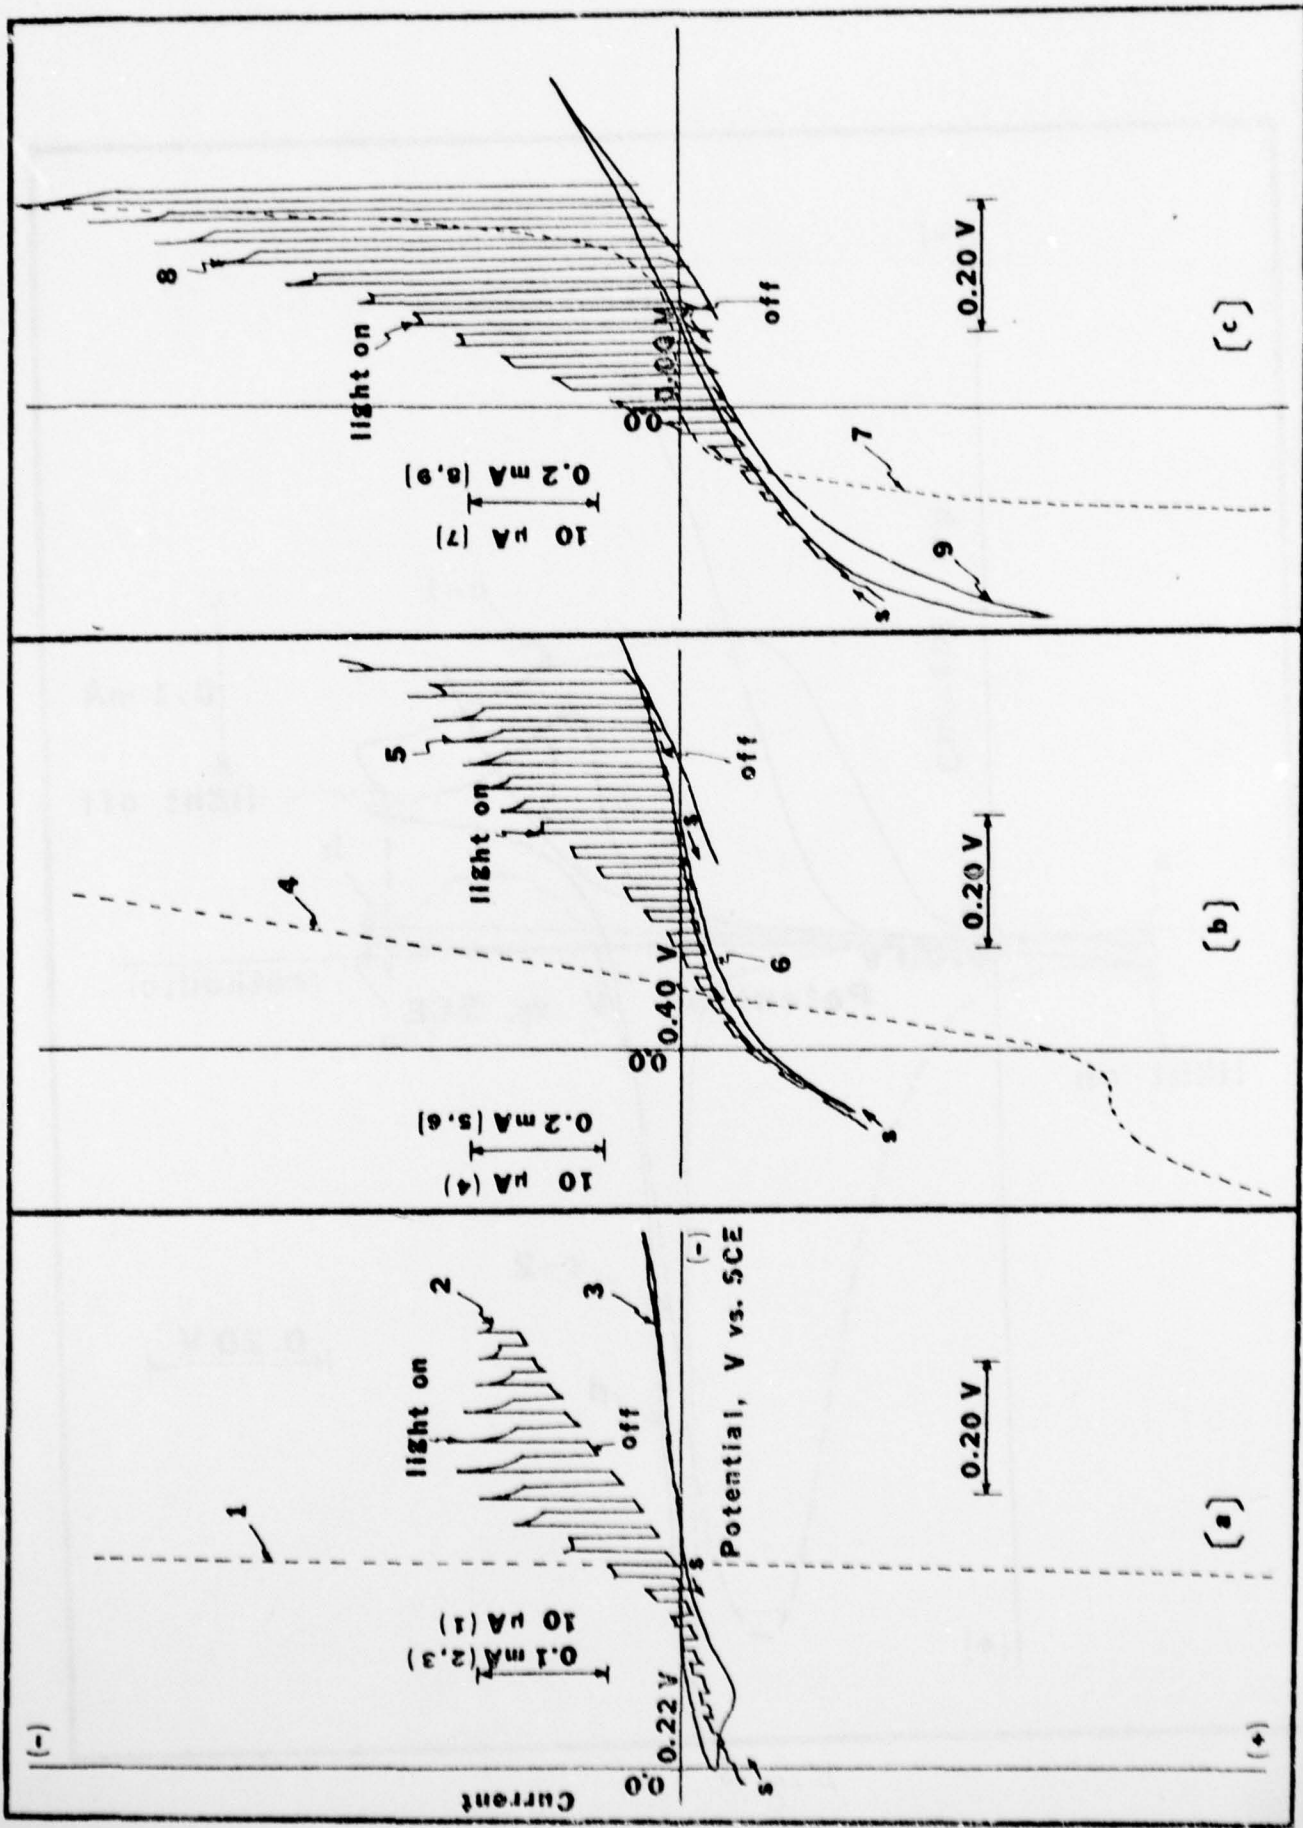 (-)
Current
1
2
light on
0.1 mA (2,3)
10 µA (1)
3
off
0.0
0.22 V
s
(-)
Potential, V vs. SCE
s
0.20 V
(+)
(a)
4
5
light on
10 µA (4)
0.2 mA (5,6)
0.0
0.40 V
s
off
6
s
0.20 V
(b)
8
light on
0.2 mA (8,9)
10 µA (7)
0.0
0.00 V
off
7
s
9
0.20 V
(c)